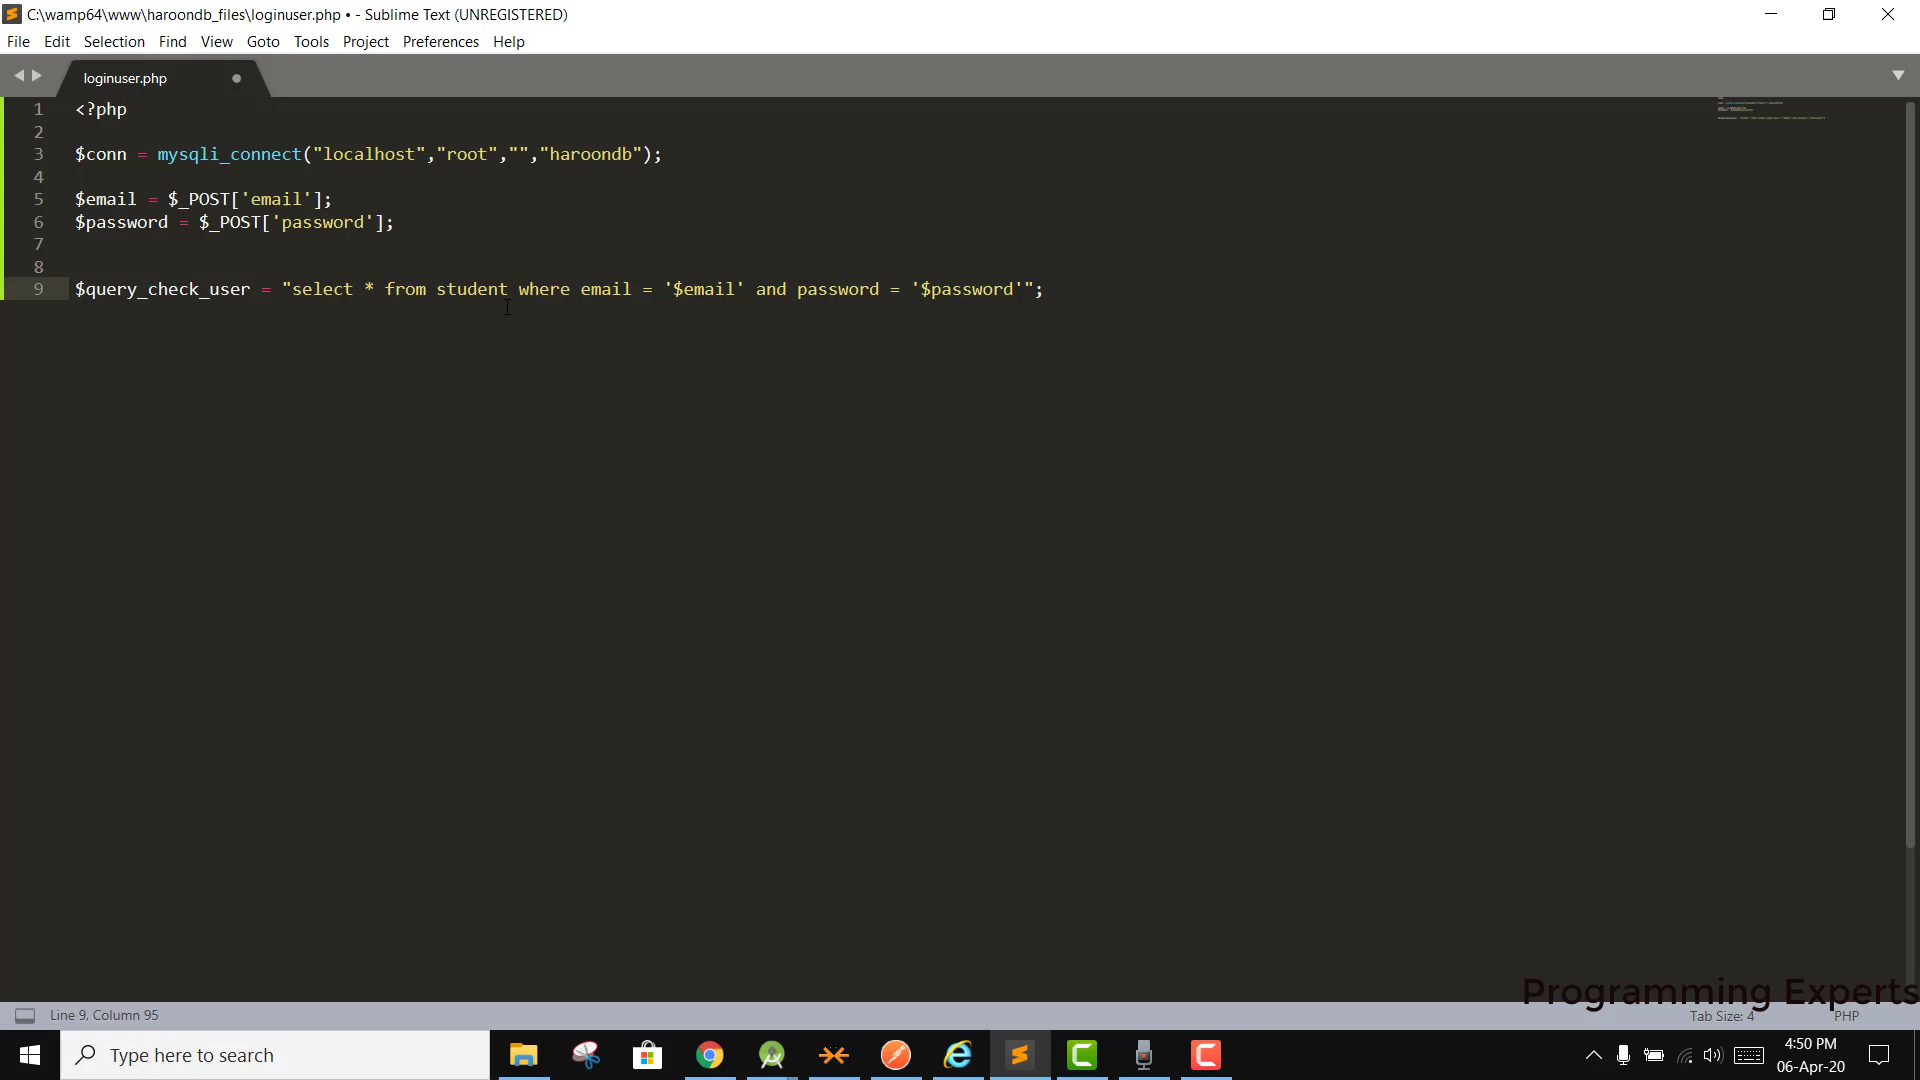 C:\wamp64\www\haroondb_files\loginuser.php • - Sublime Text (UNREGISTERED)
File Edit Selection Find View Goto Tools Project Preferences Help
loginuser.php
1 <?php
2
3 $conn = mysqli_connect("localhost","root","","haroondb");
4
5 $email = $_POST['email'];
6 $password = $_POST['password'];
7
8
9 $query_check_user = "select * from student where email = '$email' and password = '$password'";
Programming Experts
Line 9, Column 95
Tab Size: 4
PHP
Type here to search
4:50 PM
06-Apr-20